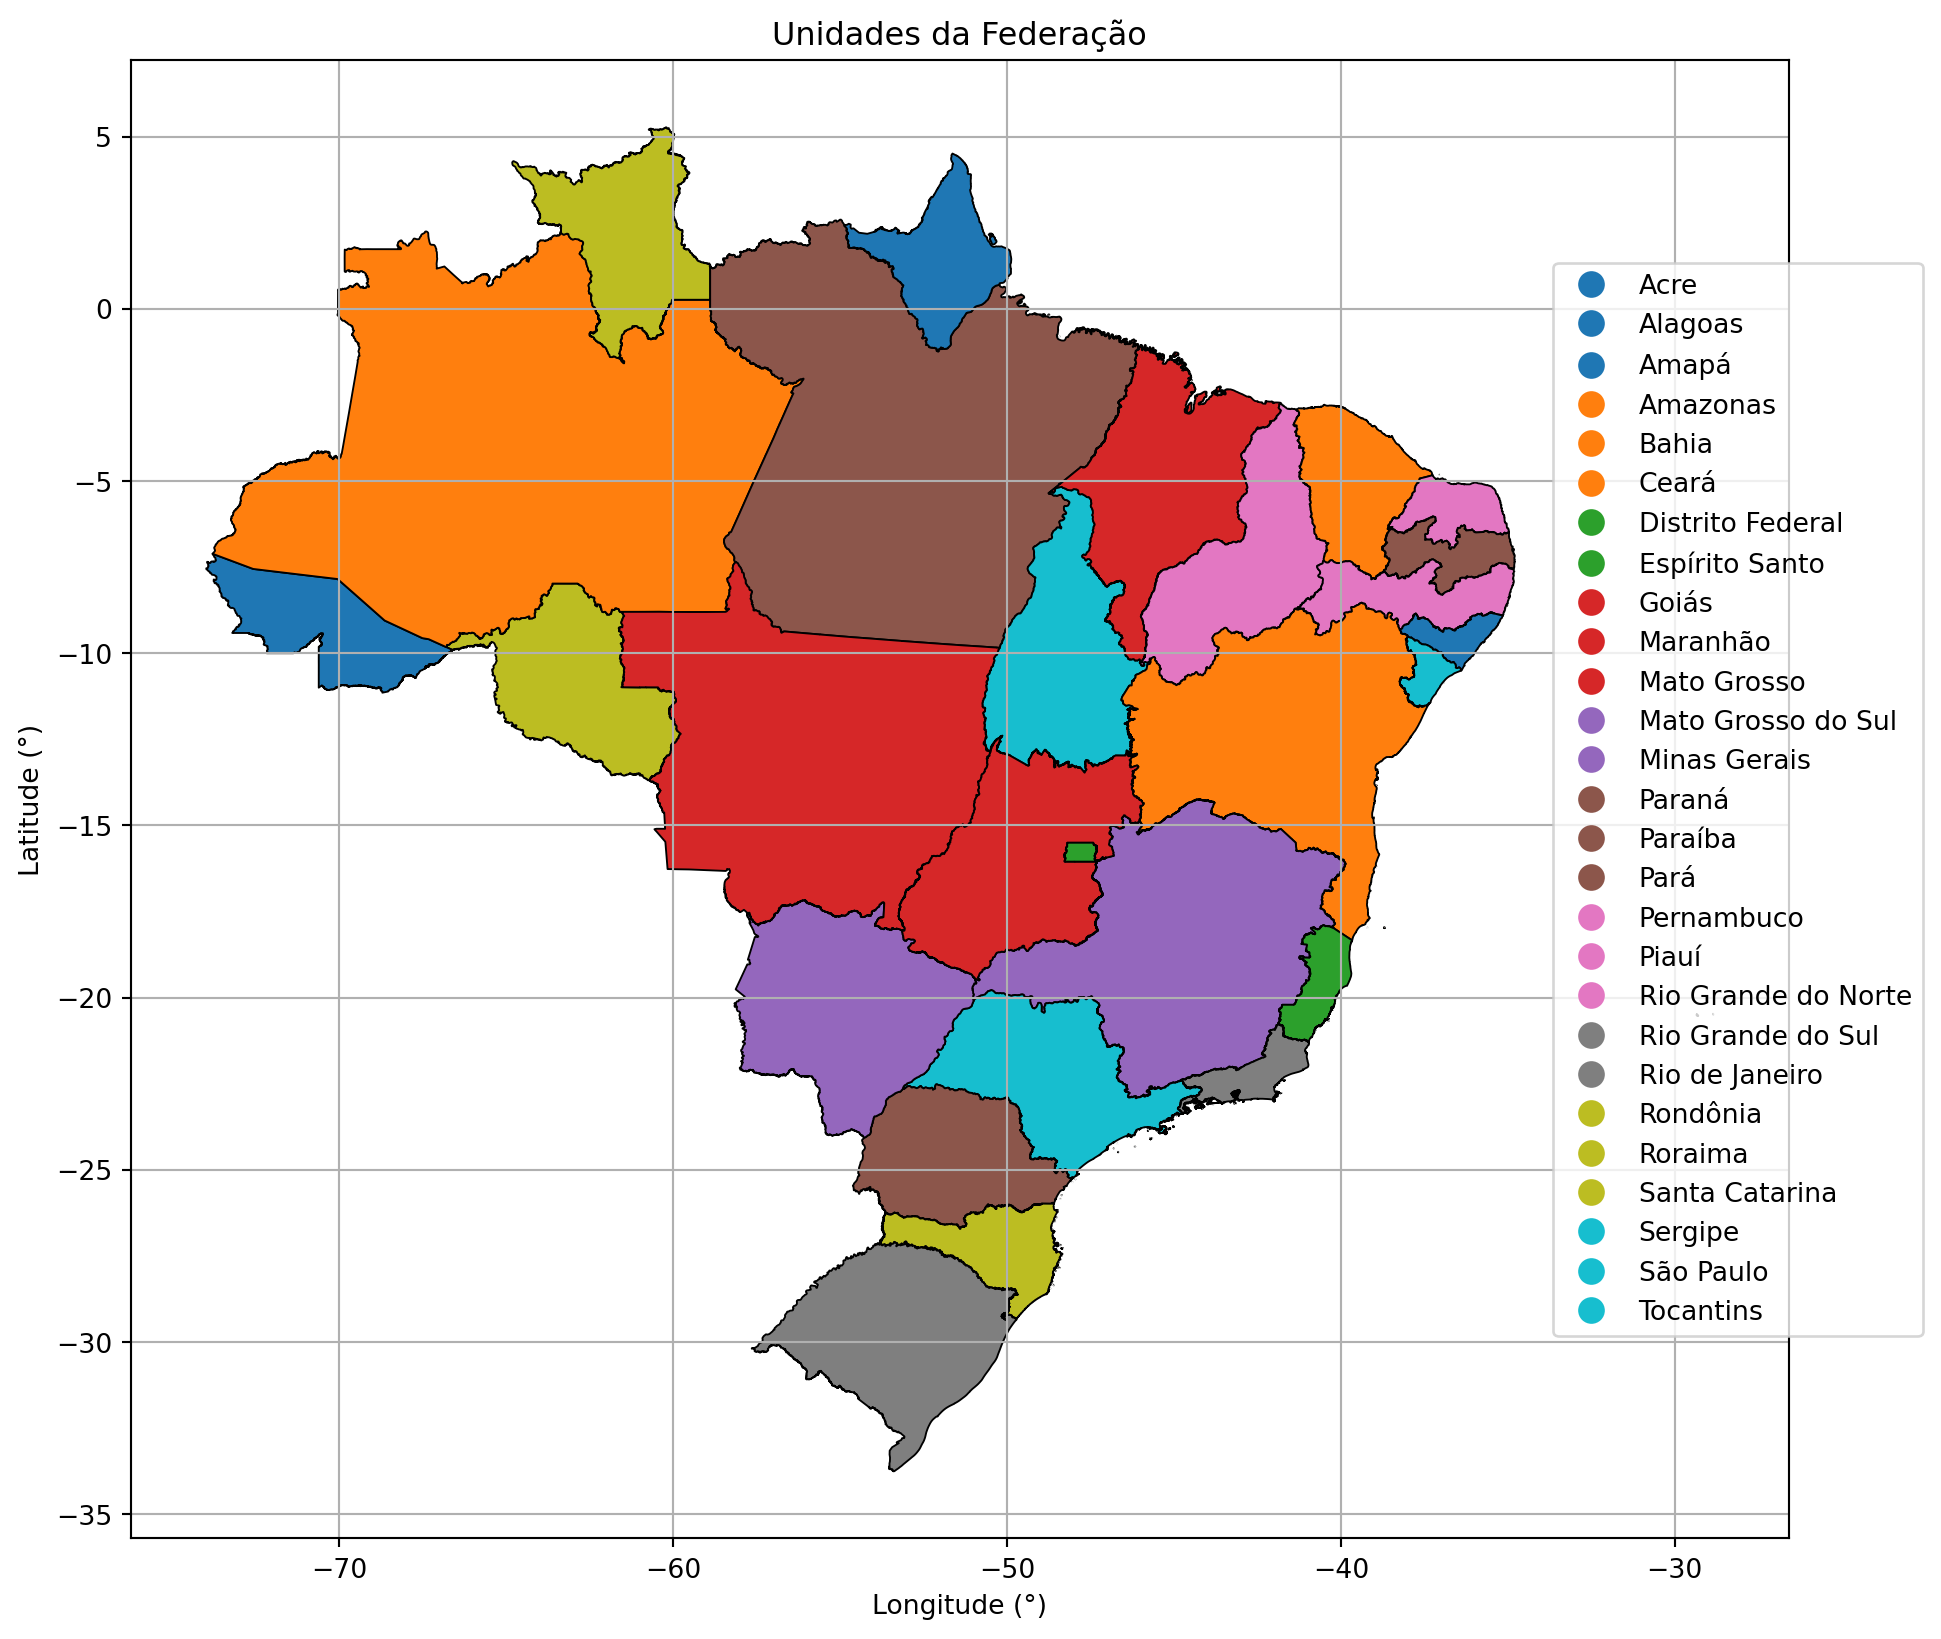 Unidades da Federação
5
0
−5
−10
−15
−20
−25
−30
−35
Latitude (°)
−70
−60
−50
−40
−30
Longitude (°)
Acre
Alagoas
Amapá
Amazonas
Bahia
Ceará
Distrito Federal
Espírito Santo
Goiás
Maranhão
Mato Grosso
Mato Grosso do Sul
Minas Gerais
Paraná
Paraíba
Pará
Pernambuco
Piauí
Rio Grande do Norte
Rio Grande do Sul
Rio de Janeiro
Rondônia
Roraima
Santa Catarina
Sergipe
São Paulo
Tocantins